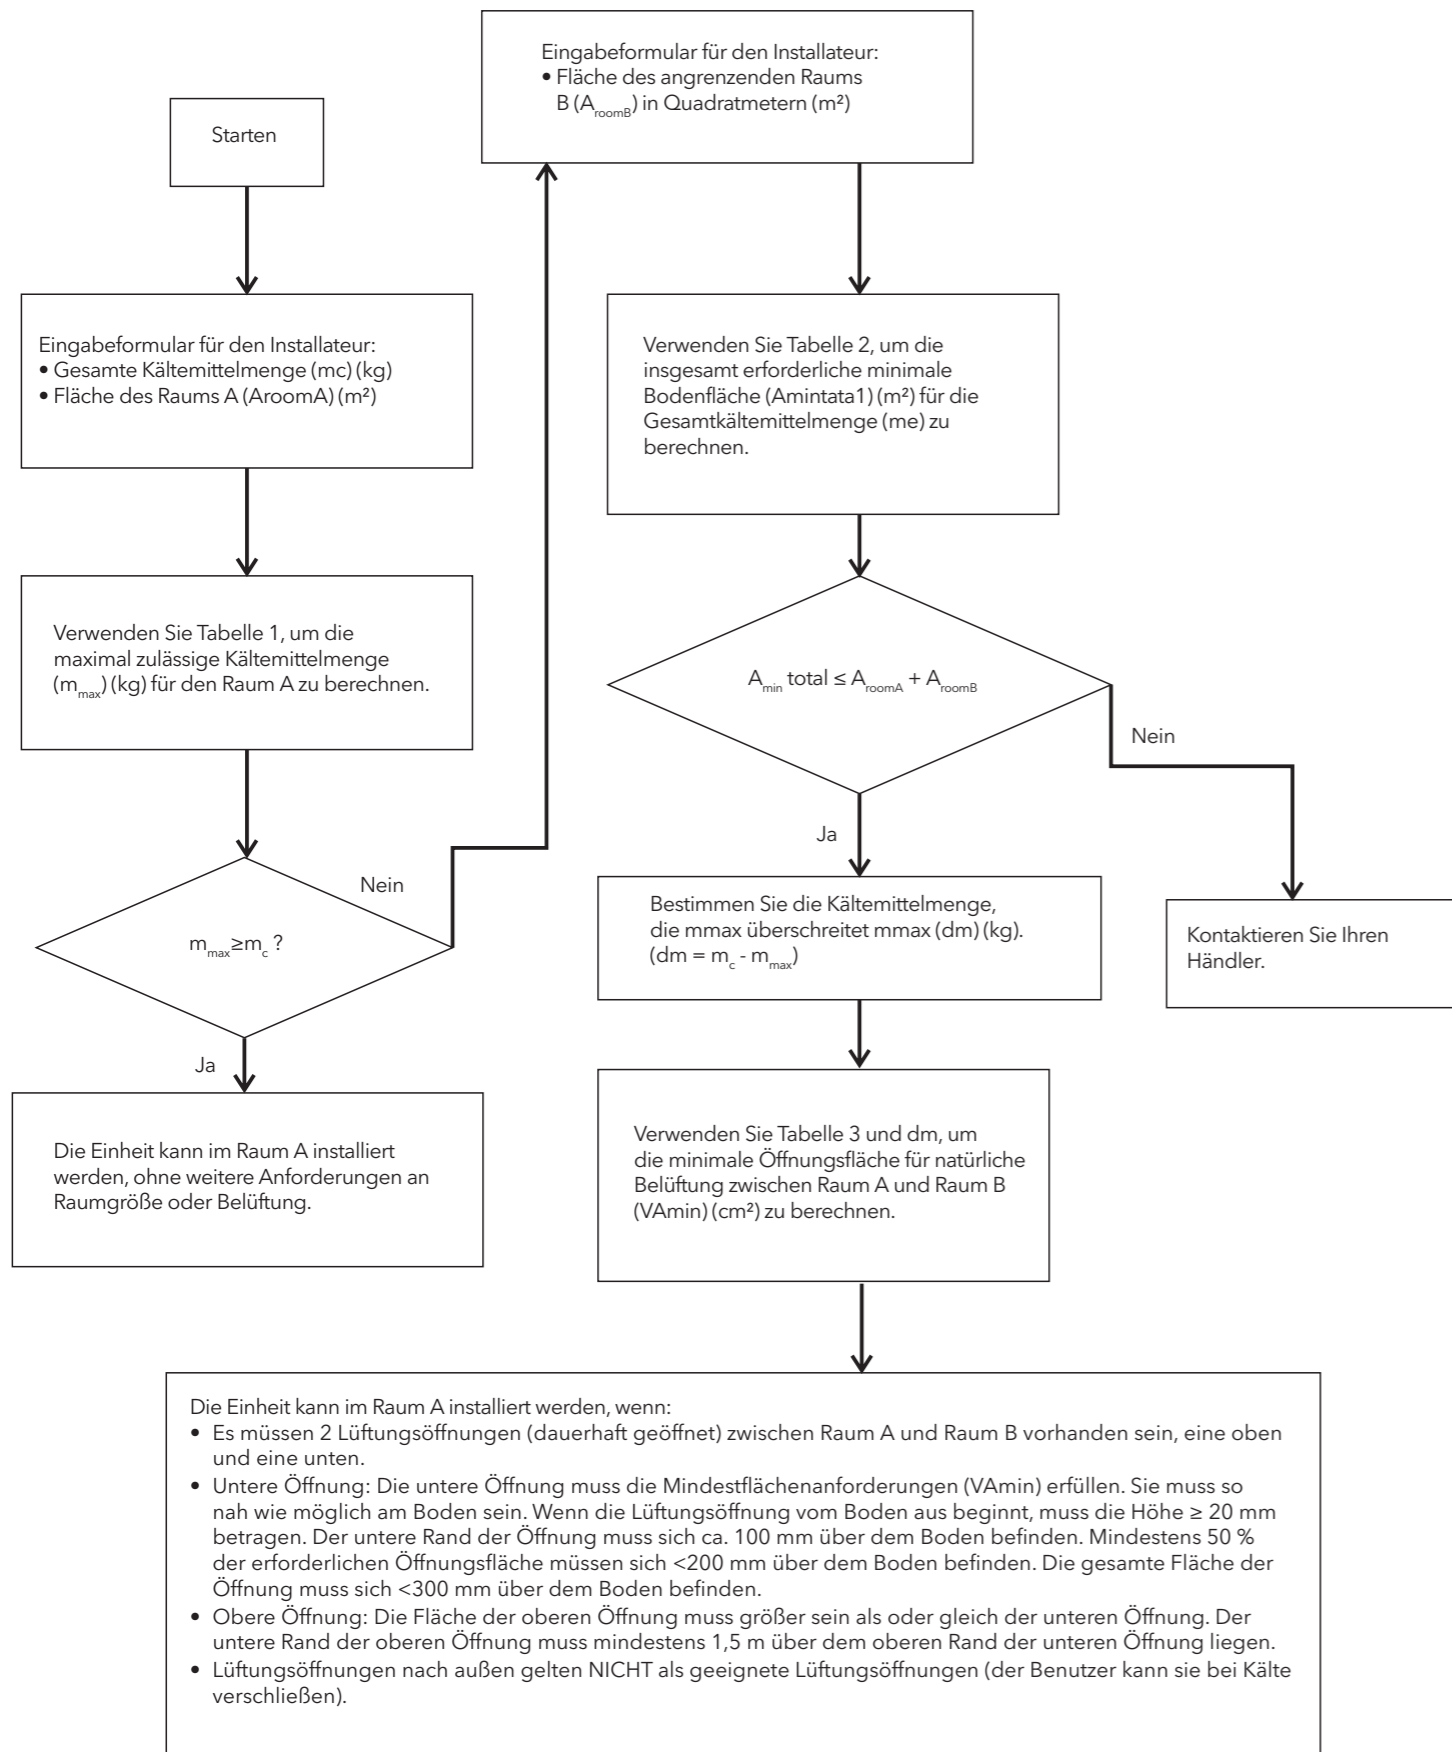 Starten
Eingabeformular für den Installateur:
• Gesamte Kältemittelmenge (mc) (kg)
• Fläche des Raums A (AroomA) (m²)
Verwenden Sie Tabelle 1, um die
maximal zulässige Kältemittelmenge
(mmax) (kg) für den Raum A zu berechnen.
mmax≥mc ?
Nein
Ja
Die Einheit kann im Raum A installiert
werden, ohne weitere Anforderungen an
Raumgröße oder Belüftung.
Eingabeformular für den Installateur:
• Fläche des angrenzenden Raums
B (AroomB) in Quadratmetern (m²)
Verwenden Sie Tabelle 2, um die
insgesamt erforderliche minimale
Bodenfläche (Amintata1) (m²) für die
Gesamtkältemittelmenge (me) zu
berechnen.
Amin total ≤ AroomA + AroomB
Nein
Ja
Kontaktieren Sie Ihren
Händler.
Bestimmen Sie die Kältemittelmenge,
die mmax überschreitet mmax (dm) (kg).
(dm = mc - mmax)
Verwenden Sie Tabelle 3 und dm, um
die minimale Öffnungsfläche für natürliche
Belüftung zwischen Raum A und Raum B
(VAmin) (cm²) zu berechnen.
Die Einheit kann im Raum A installiert werden, wenn:
• Es müssen 2 Lüftungsöffnungen (dauerhaft geöffnet) zwischen Raum A und Raum B vorhanden sein, eine oben
und eine unten.
• Untere Öffnung: Die untere Öffnung muss die Mindestflächenanforderungen (VAmin) erfüllen. Sie muss so
nah wie möglich am Boden sein. Wenn die Lüftungsöffnung vom Boden aus beginnt, muss die Höhe ≥ 20 mm
betragen. Der untere Rand der Öffnung muss sich ca. 100 mm über dem Boden befinden. Mindestens 50 %
der erforderlichen Öffnungsfläche müssen sich <200 mm über dem Boden befinden. Die gesamte Fläche der
Öffnung muss sich <300 mm über dem Boden befinden.
• Obere Öffnung: Die Fläche der oberen Öffnung muss größer sein als oder gleich der unteren Öffnung. Der
untere Rand der oberen Öffnung muss mindestens 1,5 m über dem oberen Rand der unteren Öffnung liegen.
• Lüftungsöffnungen nach außen gelten NICHT als geeignete Lüftungsöffnungen (der Benutzer kann sie bei Kälte
verschließen).